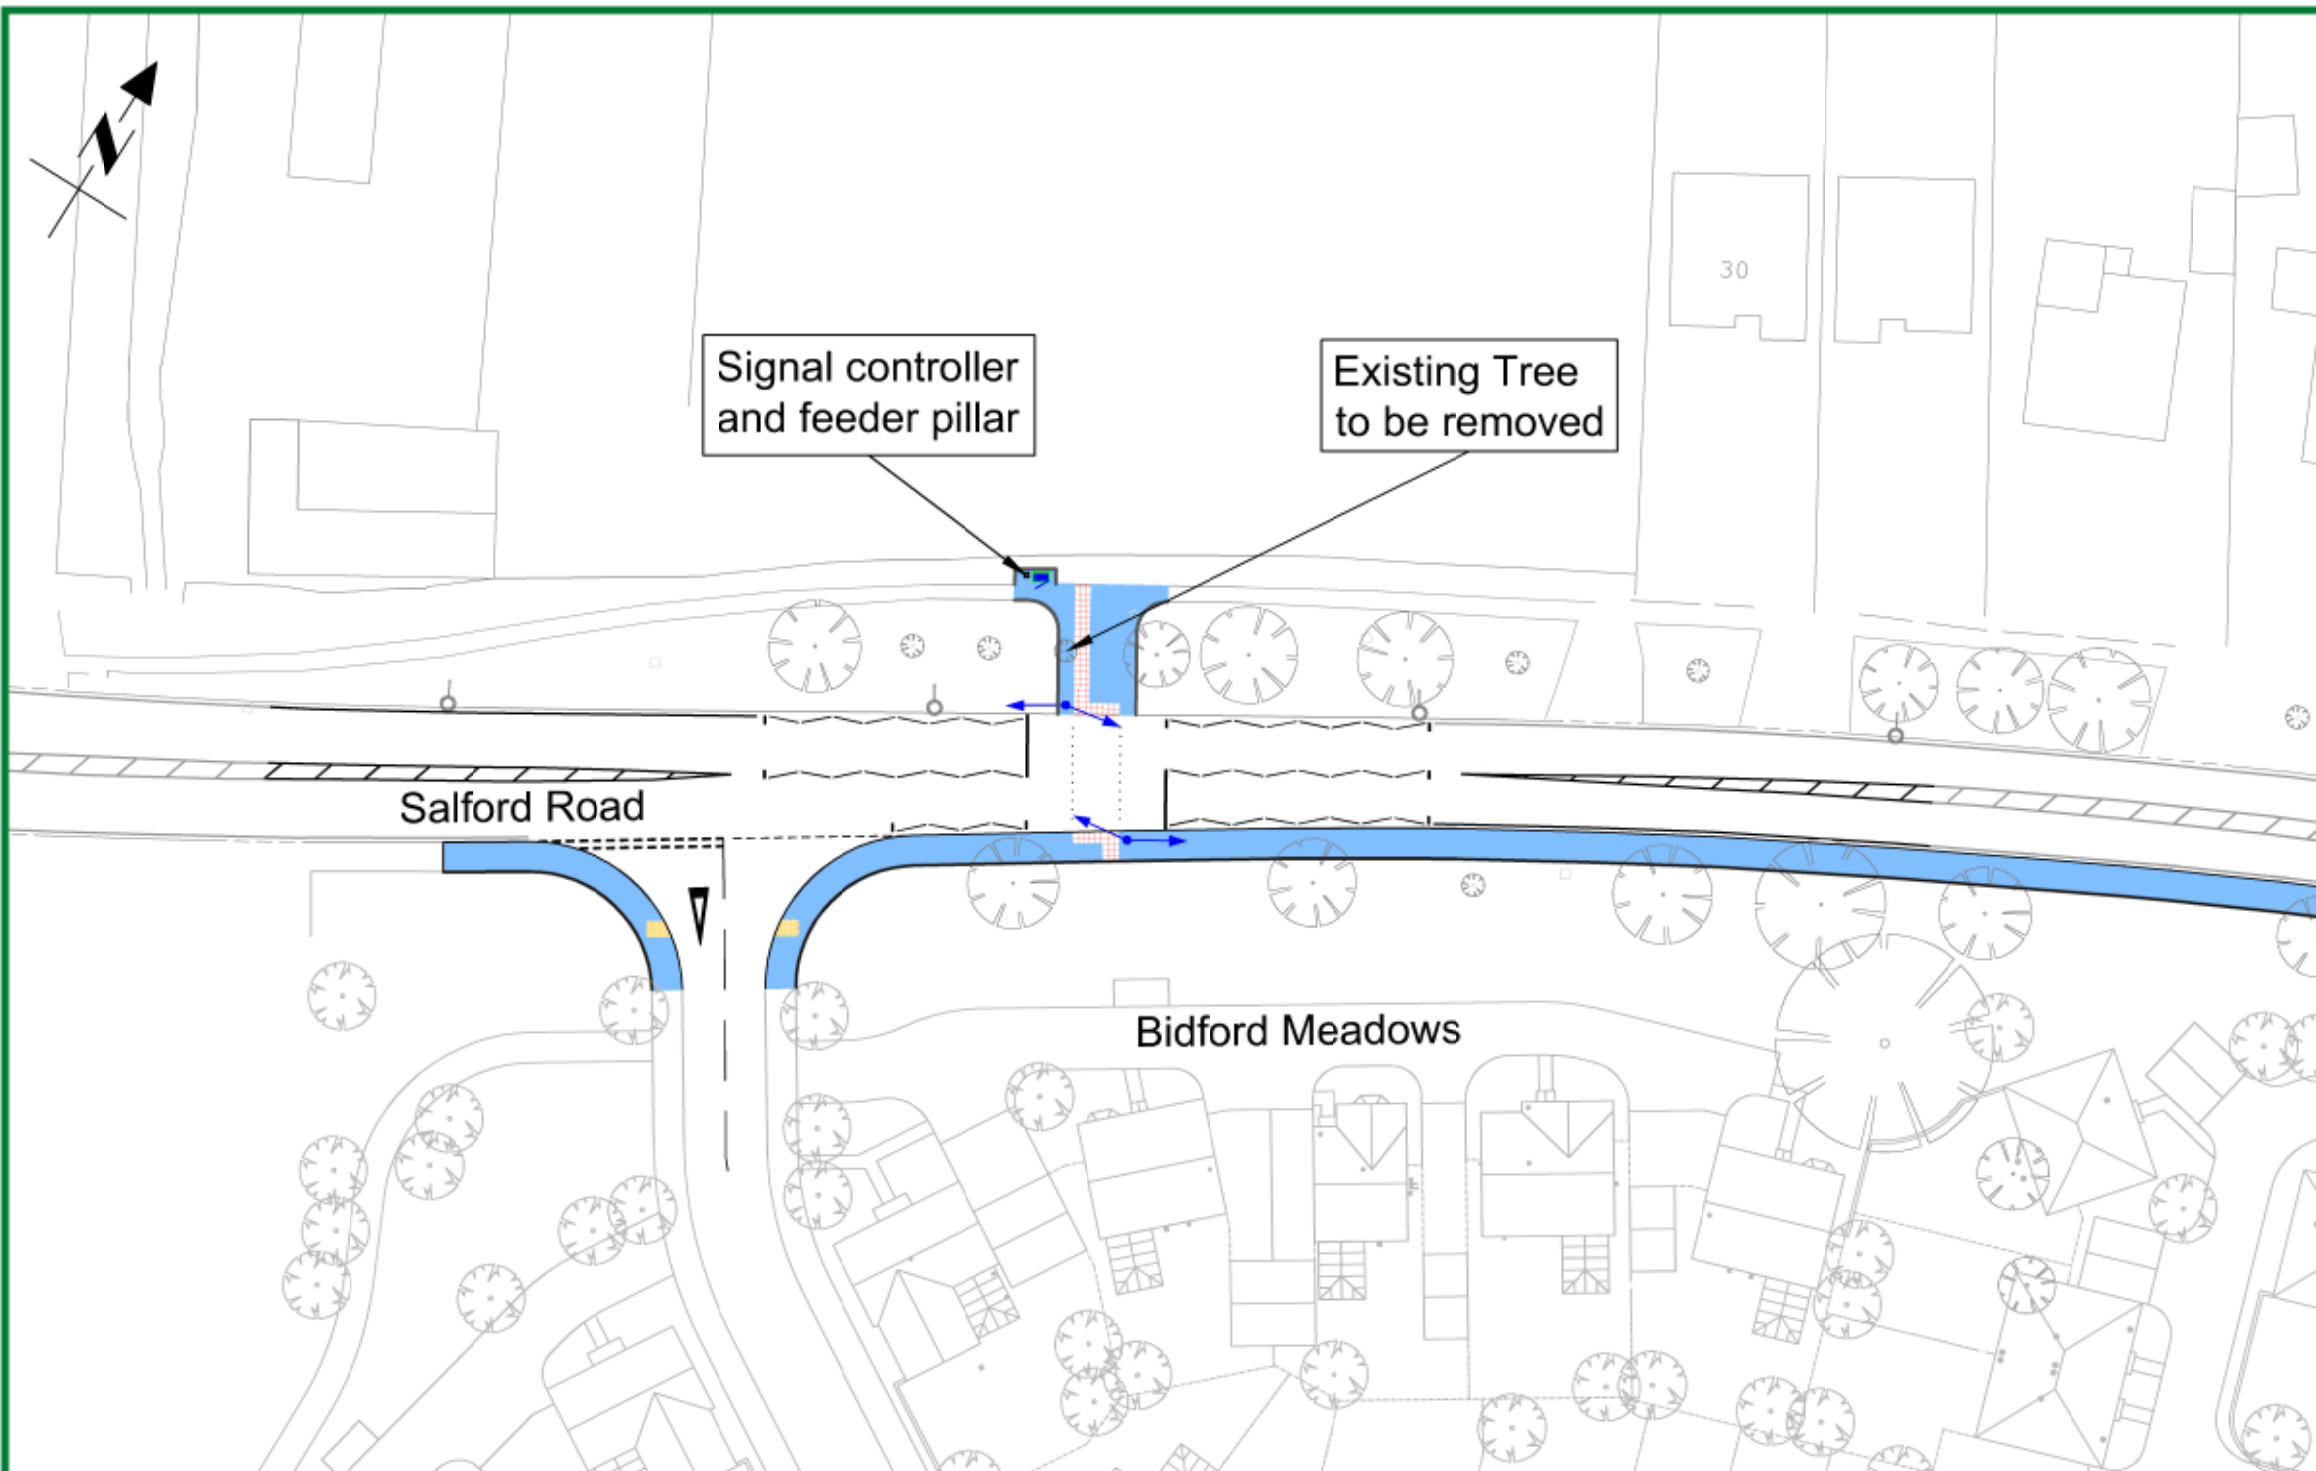 N
30
Signal controller
and feeder pillar
Existing Tree
to be removed
Salford Road
Bidford Meadows